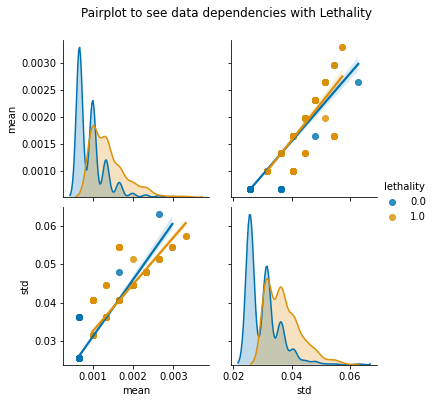 Pairplot to see data dependencies with Lethality
0.0030
0.0025
0.0020
0.0015
0.0010
mean
lethality
0.0
1.0
0.06
0.05
0.04
0.03
std
0.001 0.002 0.003
0.02 0.04 0.06
mean
std